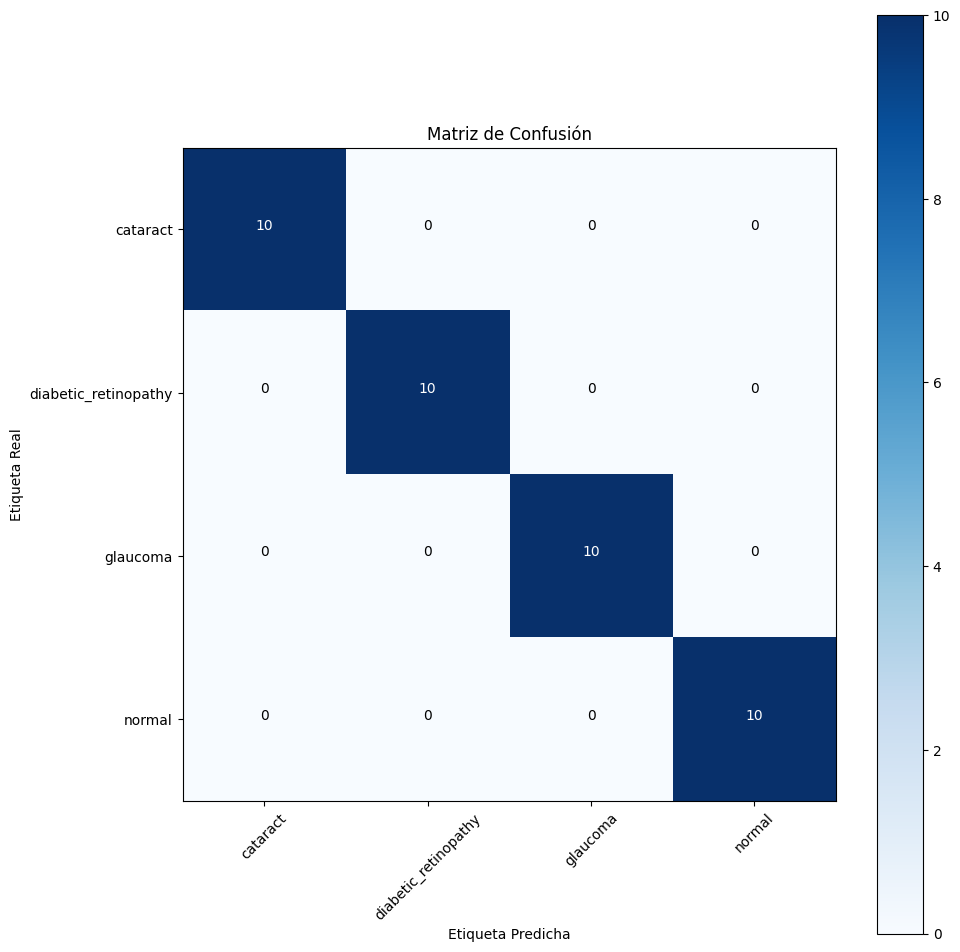 Matriz de Confusión
10
8
6
4
2
0
Etiqueta Real
cataract 10 0 0 0
diabetic_retinopathy 0 10 0 0
glaucoma 0 0 10 0
normal 0 0 0 10
cataract diabetic_retinopathy glaucoma normal
Etiqueta Predicha